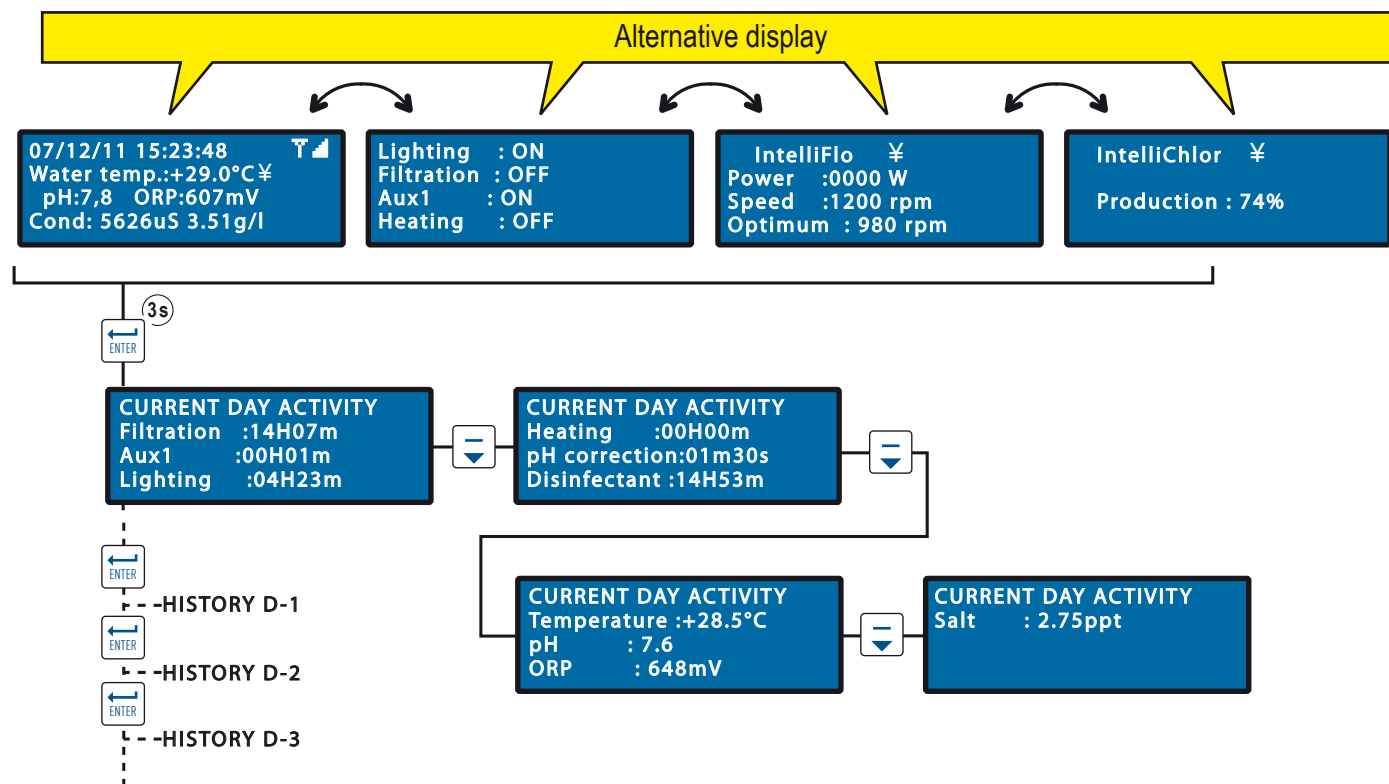 Alternative display
07/12/11 15:23:48
Water temp.:+29.0°C¥
pH:7,8 ORP:607mV
Cond: 5626uS 3.51g/l
Lighting : ON
Filtration : OFF
Aux1 : ON
Heating : OFF
IntelliFlo ¥
Power :0000 W
Speed :1200 rpm
Optimum : 980 rpm
IntelliChlor ¥
Production : 74%
3s
ENTER
CURRENT DAY ACTIVITY
Filtration :14H07m
Aux1 :00H01m
Lighting :04H23m
CURRENT DAY ACTIVITY
Heating :00H00m
pH correction:01m30s
Disinfectant :14H53m
ENTER
HISTORY D-1
ENTER
HISTORY D-2
ENTER
HISTORY D-3
CURRENT DAY ACTIVITY
Temperature :+28.5°C
pH : 7.6
ORP : 648mV
CURRENT DAY ACTIVITY
Salt : 2.75ppt